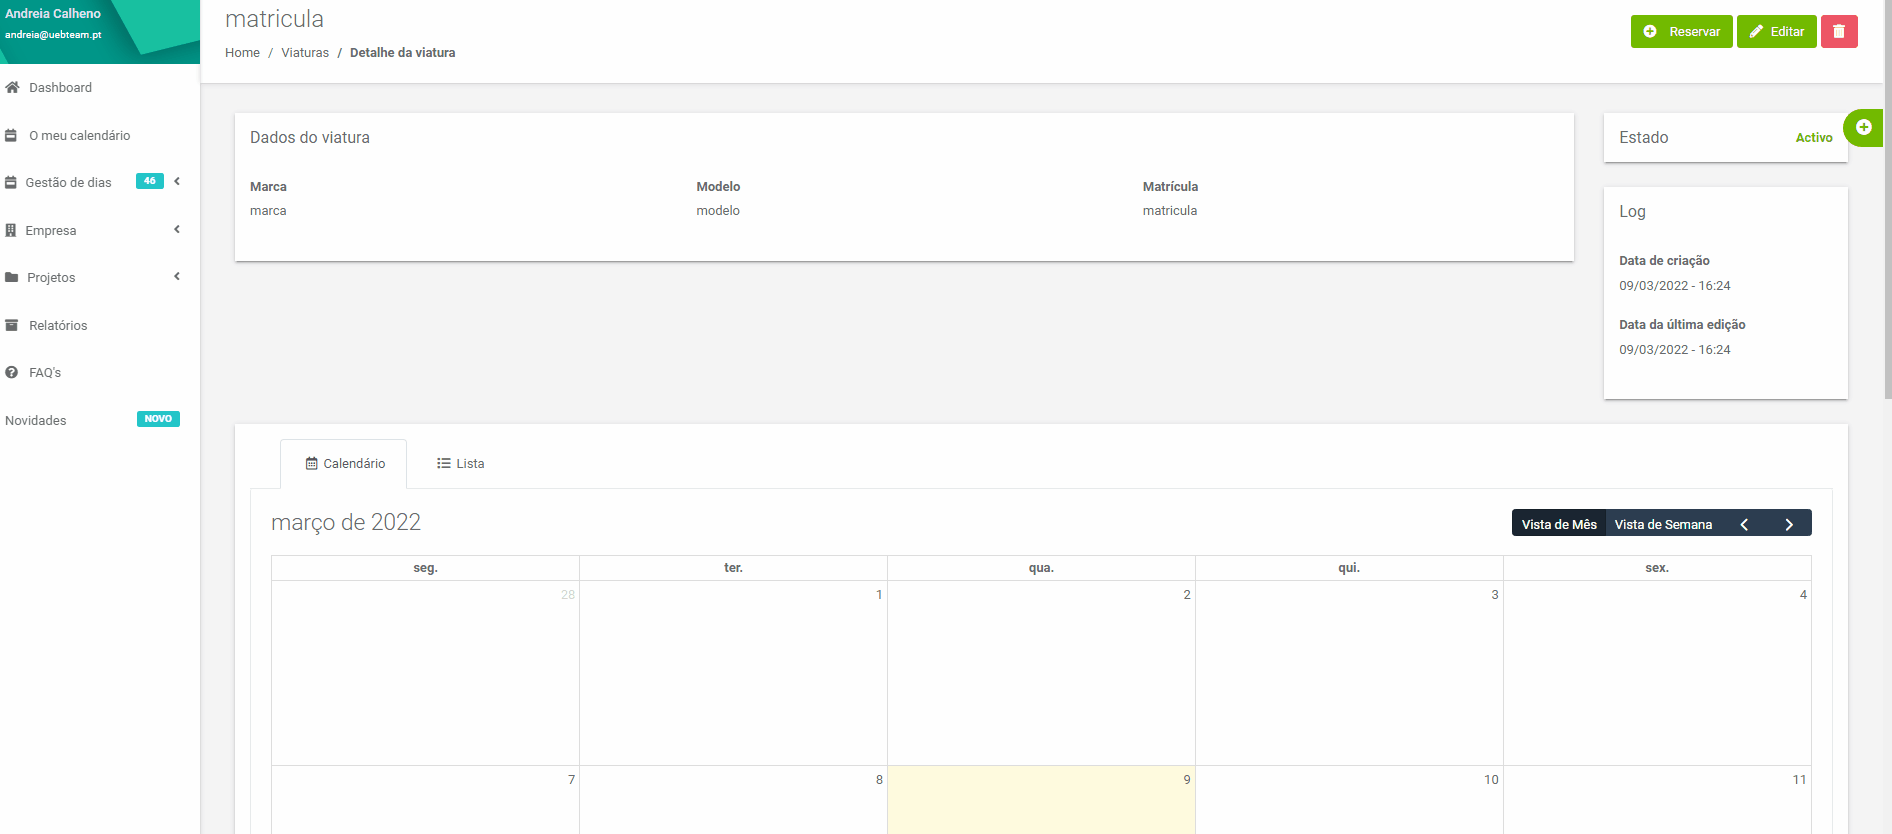 Andreia Calheno
andreia@uebteam.pt
Dashboard
O meu calendário
Gestão de dias 46
Empresa
Projetos
Relatórios
FAQ's
Novidades NOVO
matricula
Home / Viaturas / Detalhe da viatura
Reservar Editar
Dados do viatura
Marca Modelo Matrícula
marca modelo matricula
Estado Activo
Log
Data de criação
09/03/2022 - 16:24
Data da última edição
09/03/2022 - 16:24
Calendário Lista
março de 2022
Vista de Mês Vista de Semana
seg. ter. qua. qui. sex.
28 1 2 3 4
7 8 9 10 11